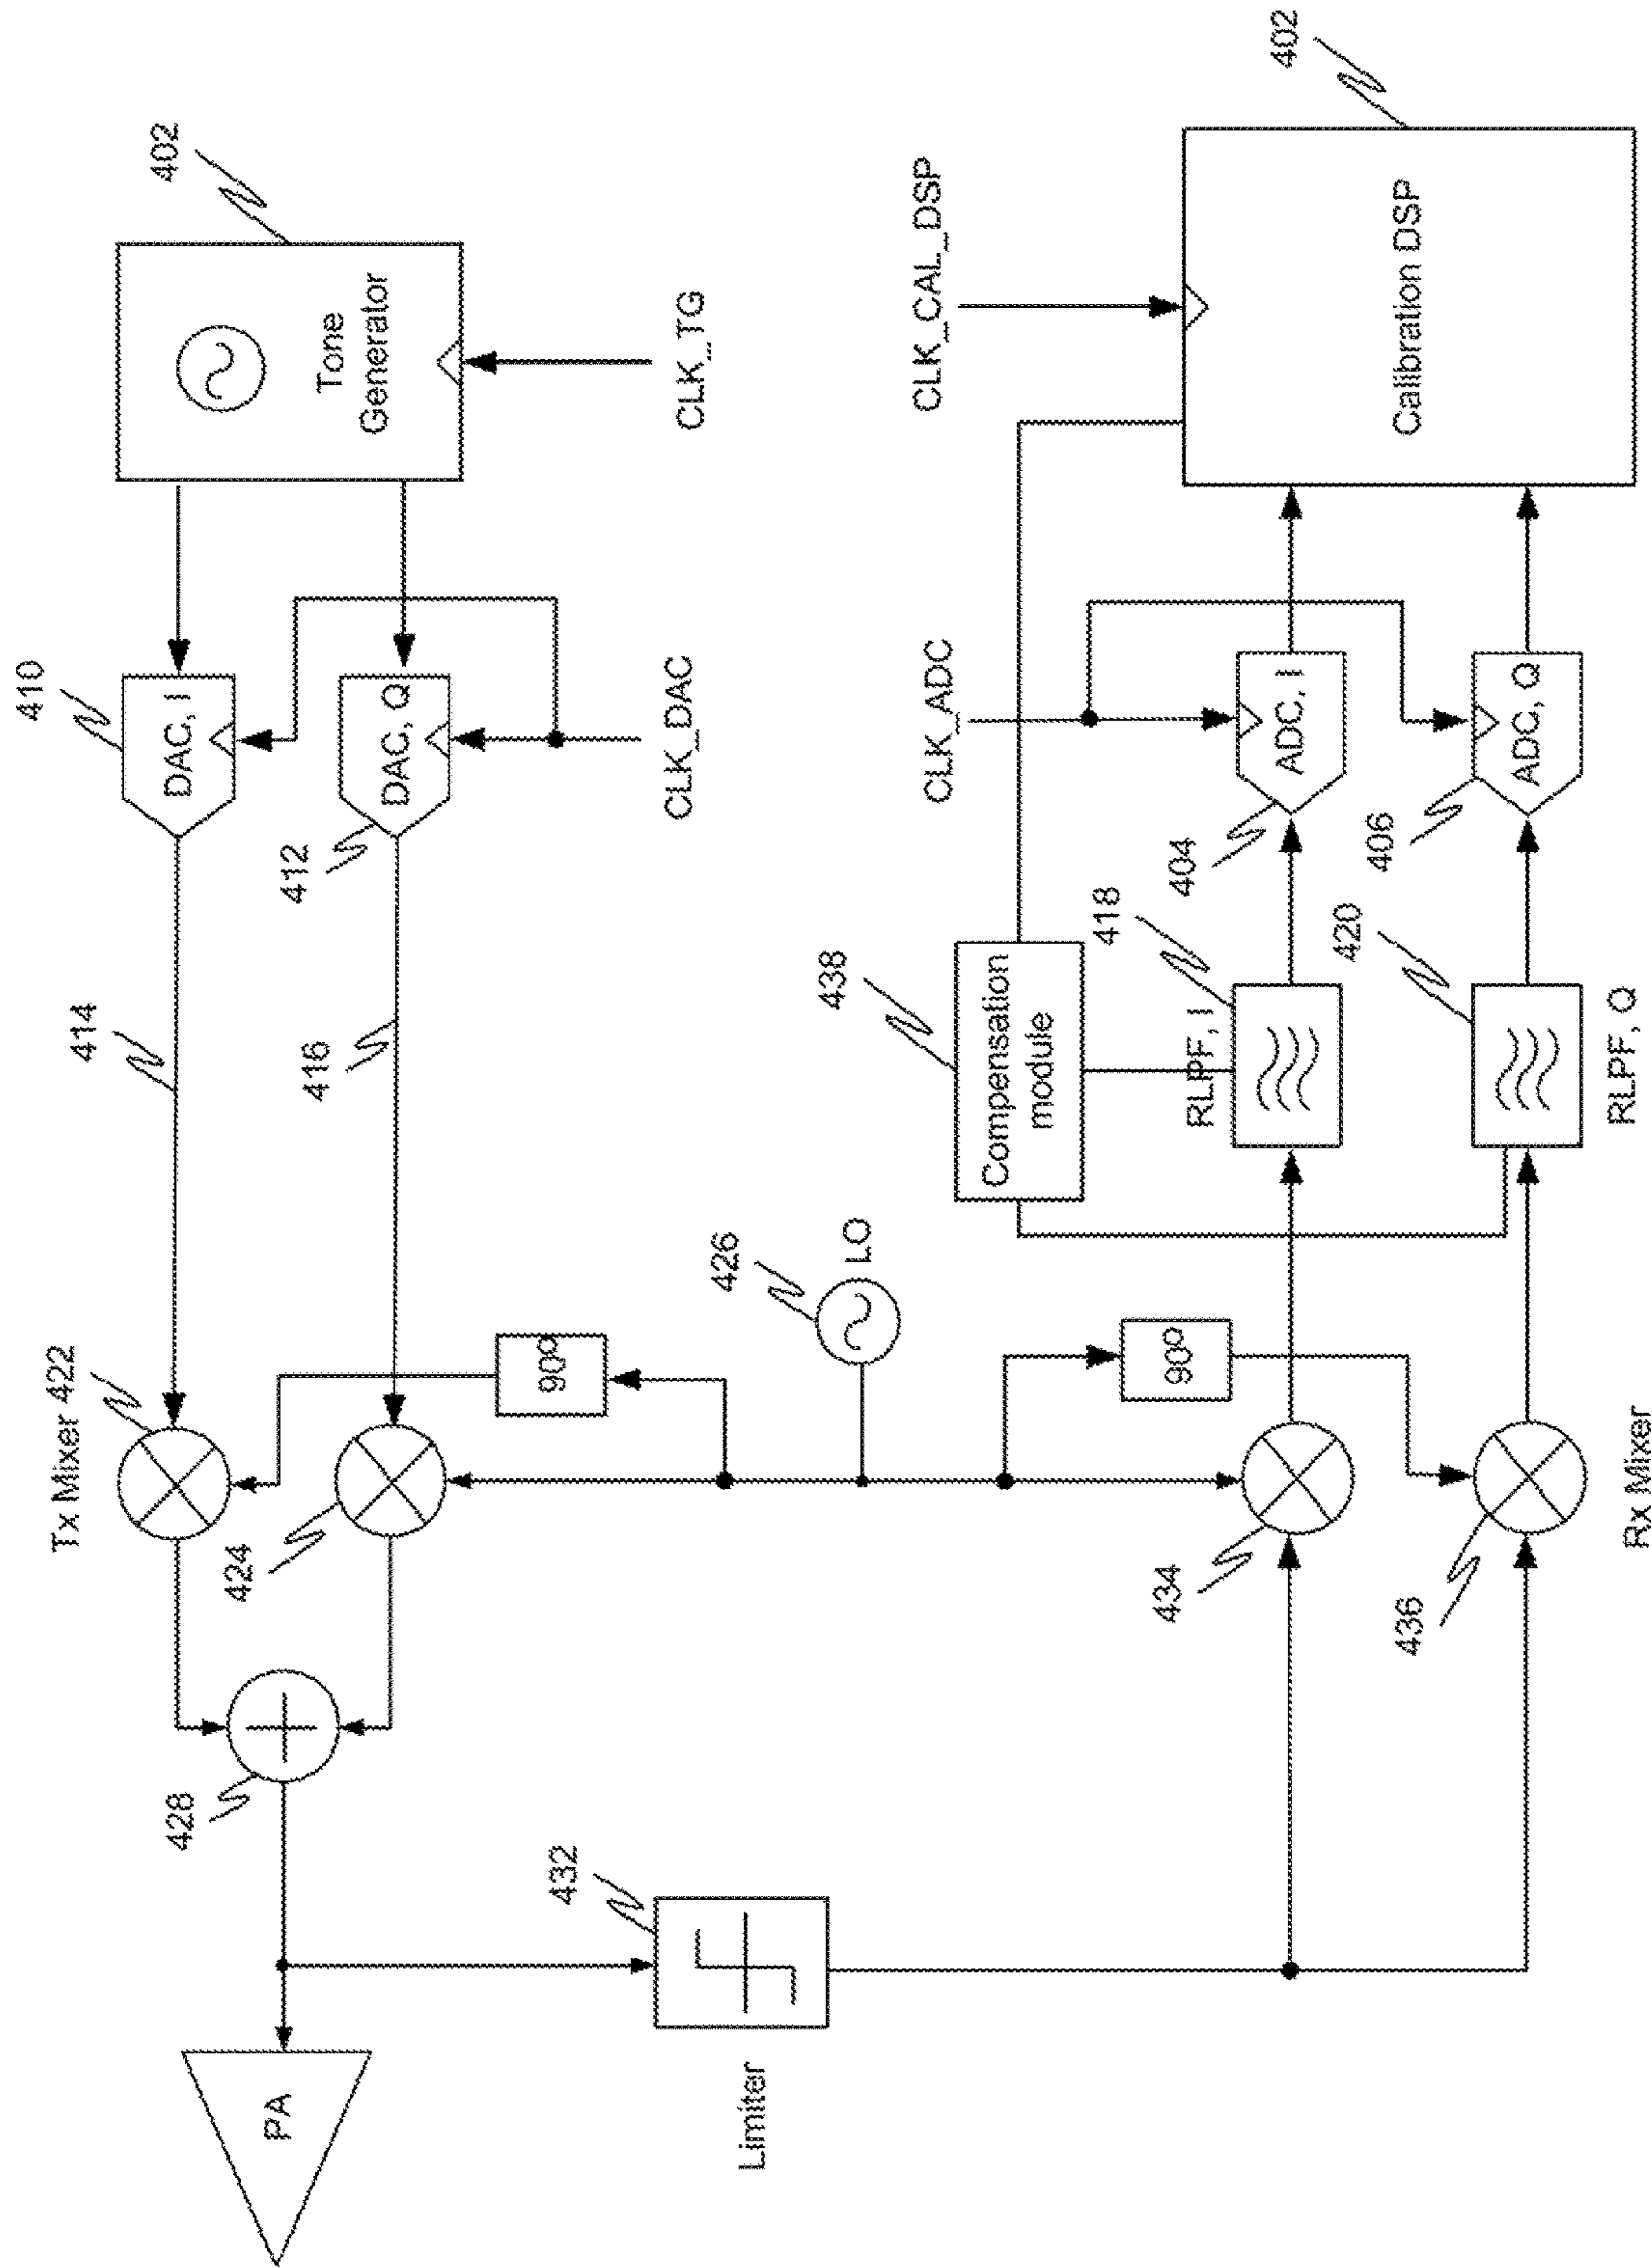 402
Tone
Generator
CLK_TG
410
DAC, I
DAC, Q
412
CLK_DAC
414
416
Tx Mixer 422
424
90º
428
PA
426
LO
432
Limiter
402
Calibration DSP
CLK_CAL_DSP
CLK_ADC
ADC, I
404
ADC, Q
406
438
Compensation
module
418
RLPF, I
420
RLPF, Q
90º
434
436
Rx Mixer